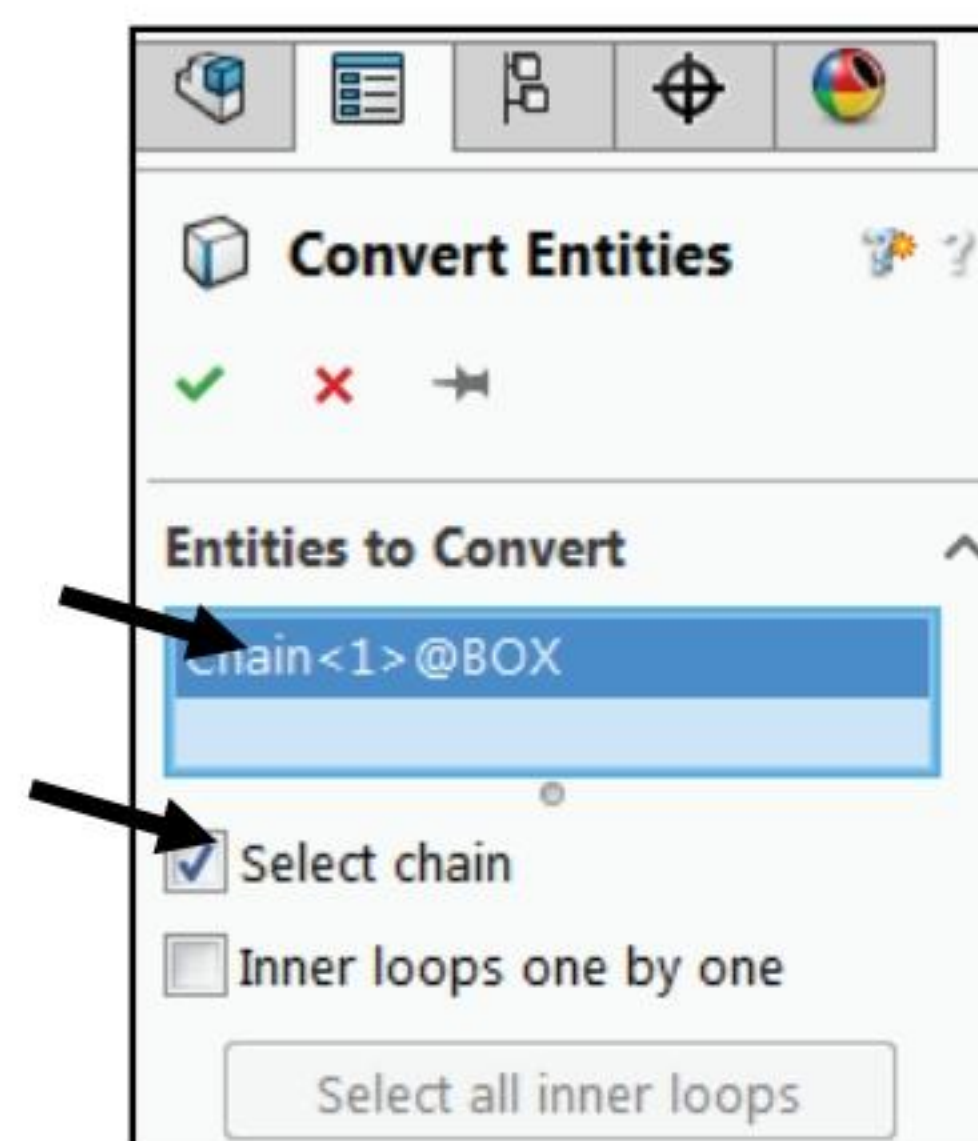 Convert Entities
Entities to Convert
Chain<1>@BOX
Select chain
Inner loops one by one
Select all inner loops